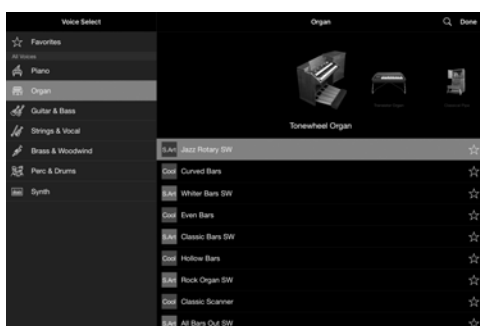 Voice Select
Favorites
All Voices
Piano
Organ
Guitar & Bass
Strings & Vocal
Brass & Woodwind
Perc & Drums
Synth
Organ
Done
Tonewheel Organ
S.Art Jazz Rotary SW
Cool Curved Bars
S.Art Whiter Bars SW
Cool Even Bars
S.Art Classic Bars SW
Cool Hollow Bars
S.Art Rock Organ SW
Cool Classic Scanner
S.Art All Bars Out SW